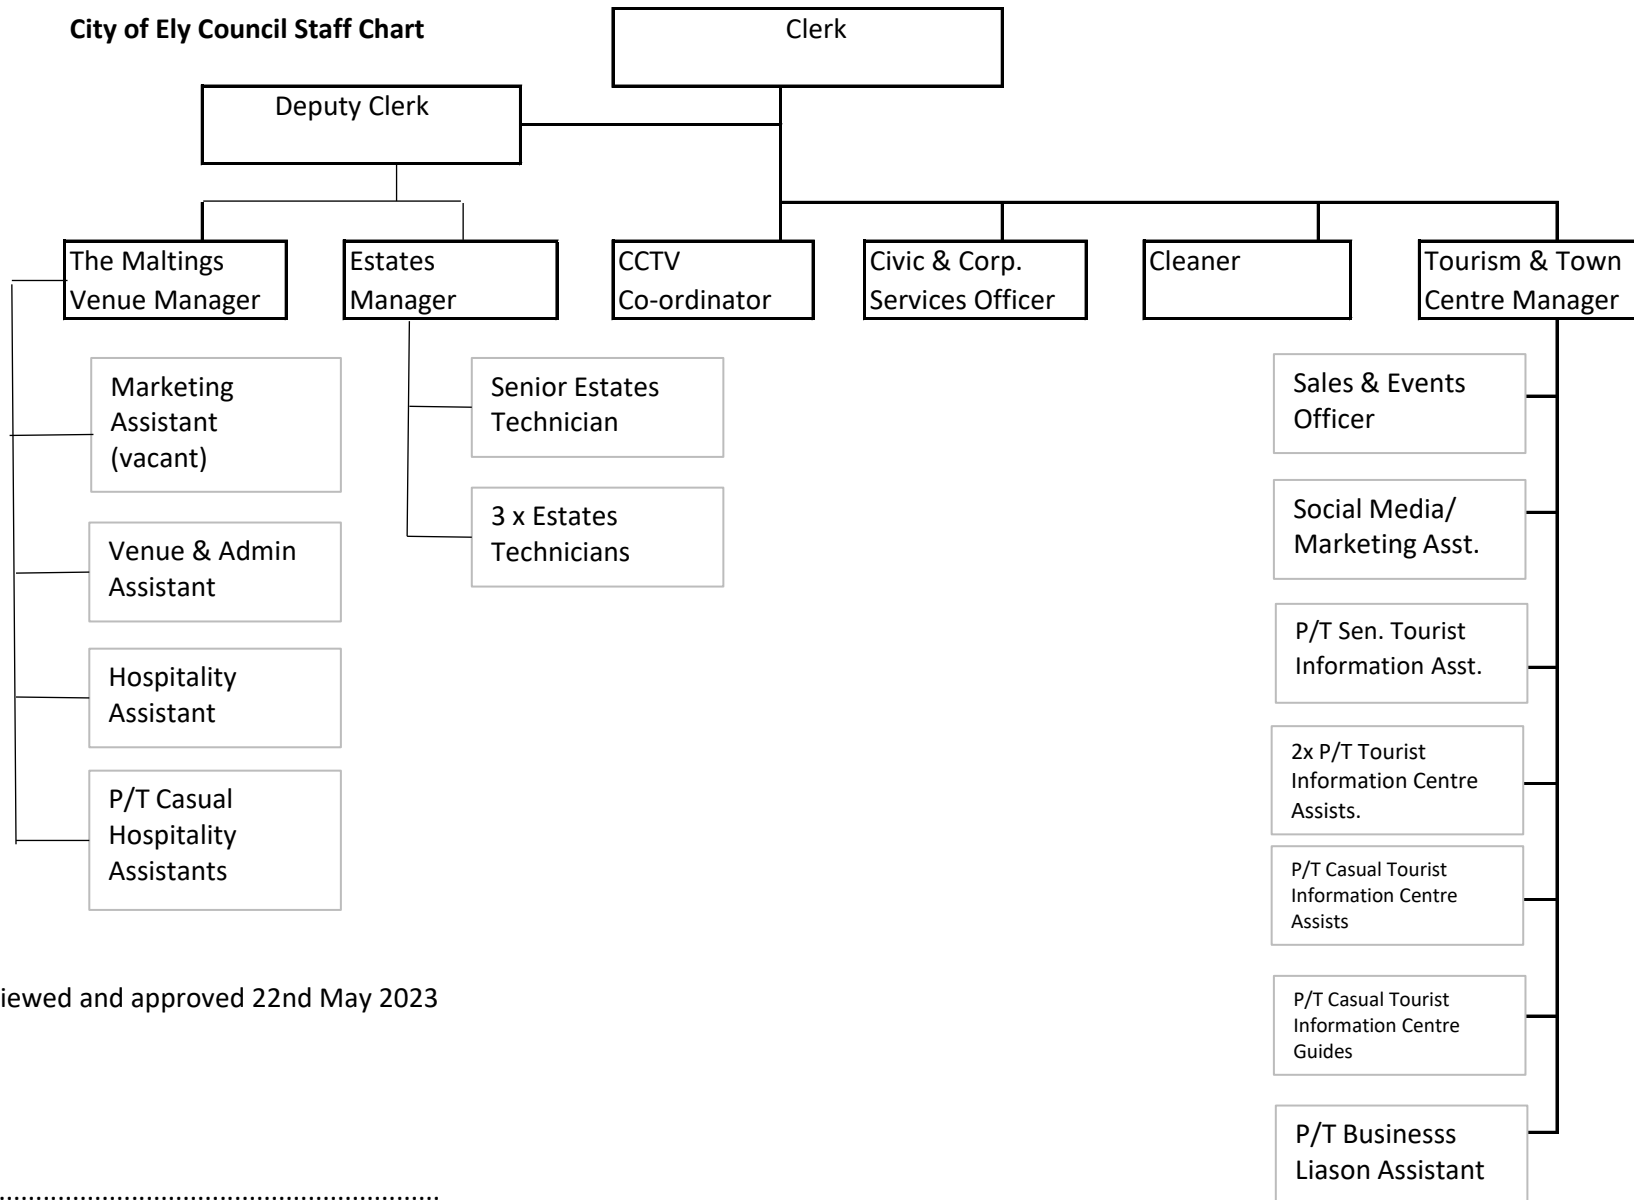 City of Ely Council Staff Chart
Clerk
Deputy Clerk
The Maltings
Venue Manager
Estates
Manager
CCTV
Co-ordinator
Civic & Corp.
Services Officer
Cleaner
Tourism & Town
Centre Manager
Marketing
Assistant
(vacant)
Venue & Admin
Assistant
Hospitality
Assistant
P/T Casual
Hospitality
Assistants
Senior Estates
Technician
3 x Estates
Technicians
Sales & Events
Officer
Social Media/
Marketing Asst.
P/T Sen. Tourist
Information Asst.
2x P/T Tourist
Information Centre
Assists.
P/T Casual Tourist
Information Centre
Assists
P/T Casual Tourist
Information Centre
Guides
P/T Businesss
Liason Assistant
iewed and approved 22nd May 2023